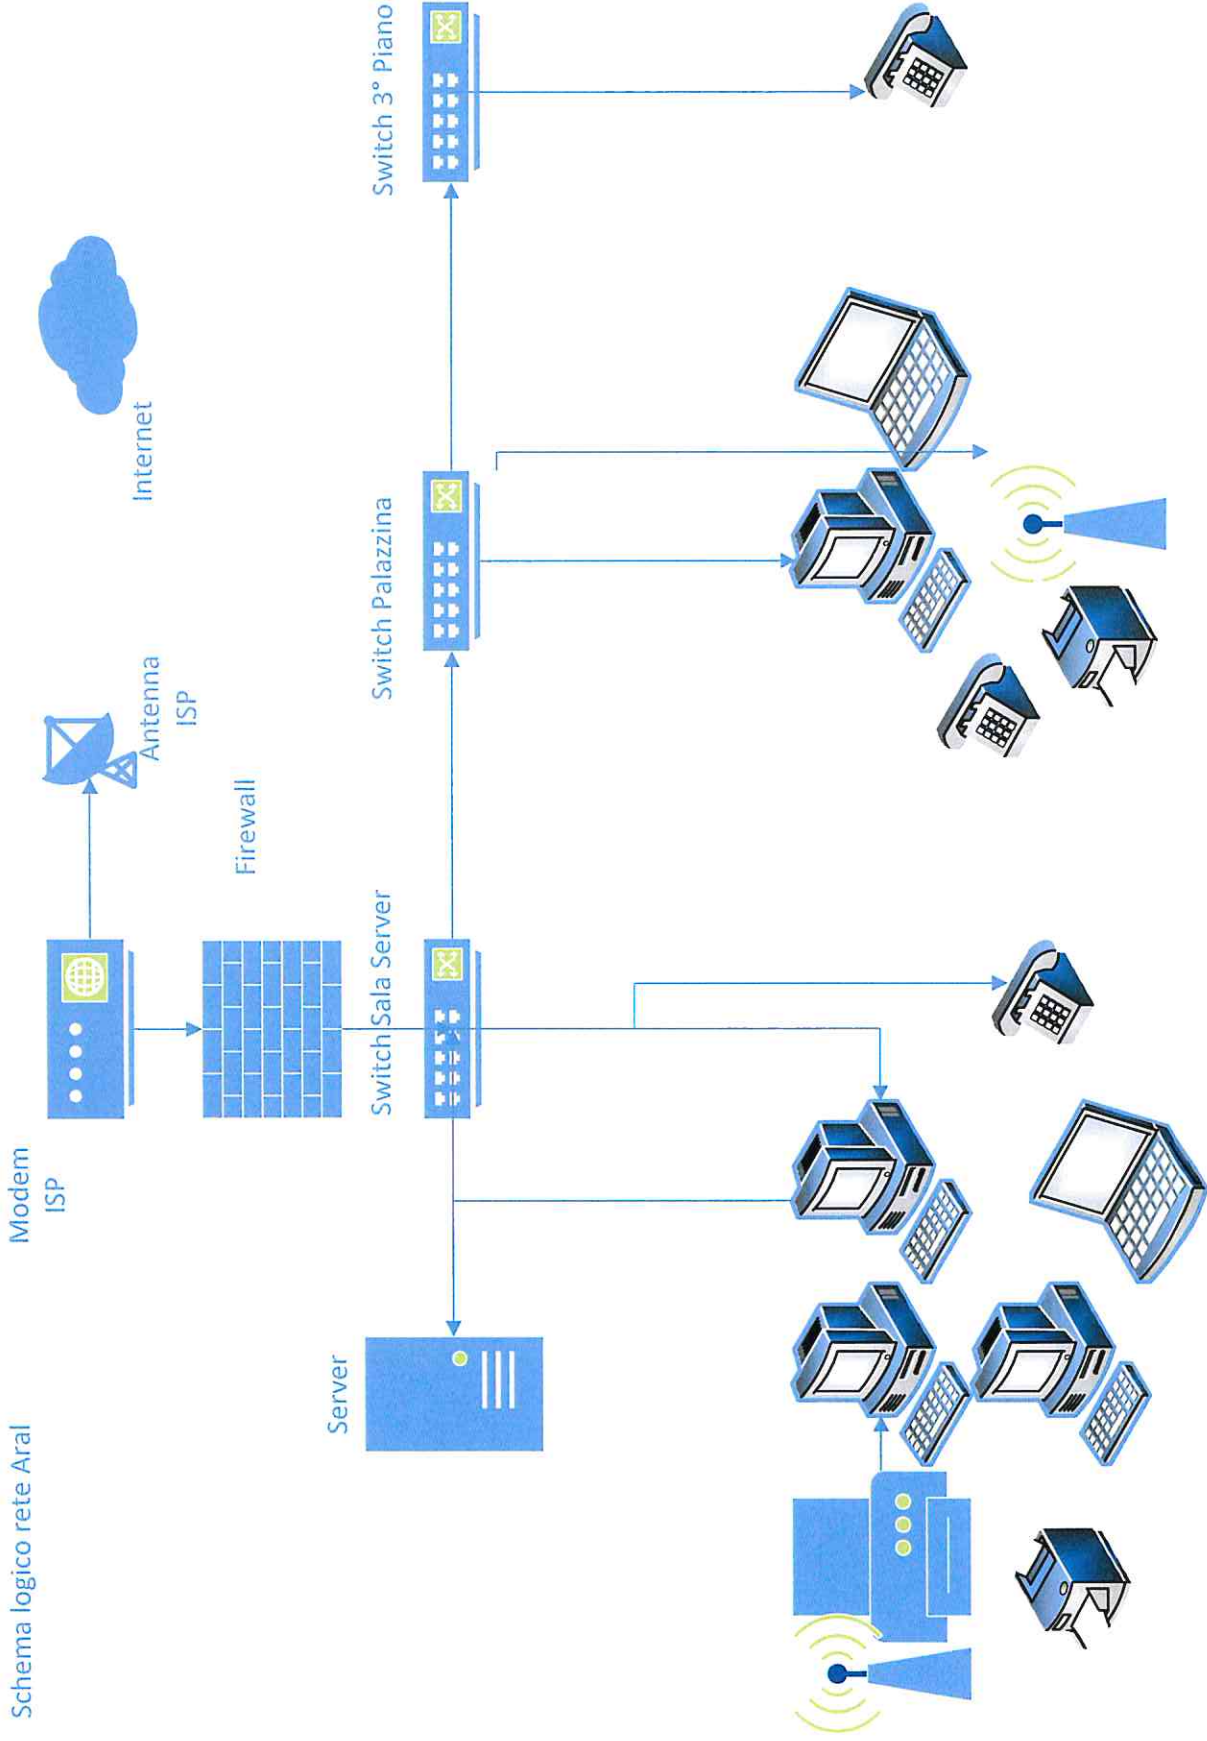 Schema logico rete Aral
Modem
ISP
Antenna
ISP
Internet
Firewall
Server
Switch Sala Server
Switch Palazzina
Switch 3° Piano